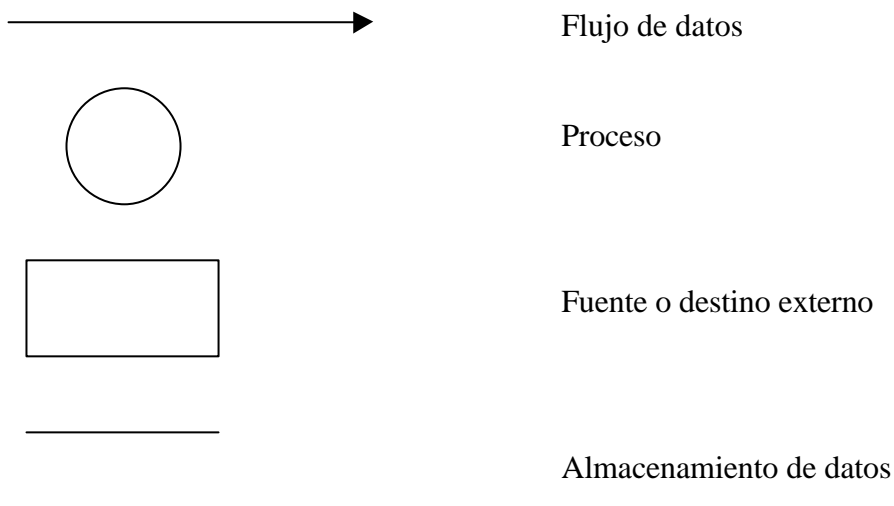 Flujo de datos
Proceso
Fuente o destino externo
Almacenamiento de datos